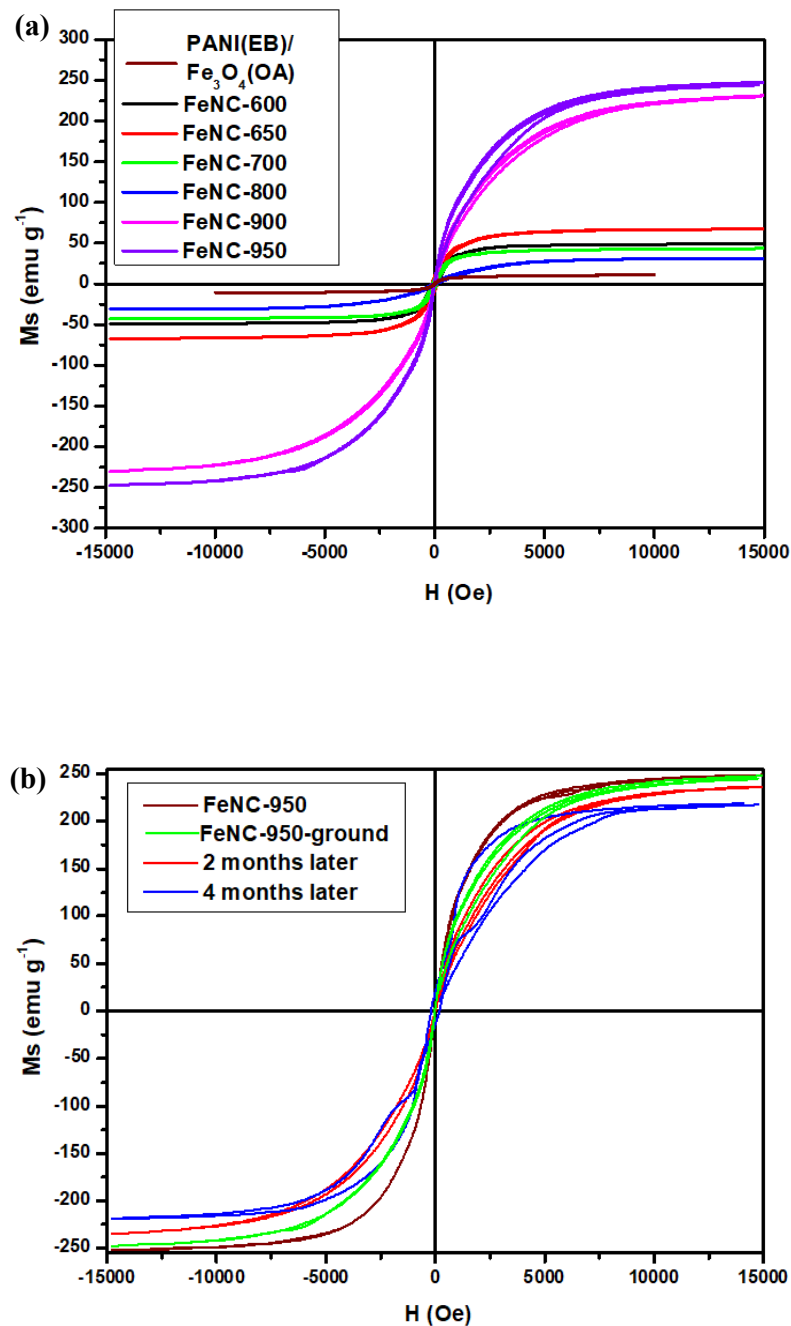 (a)
PANI(EB)/
Fe₃O₄(OA)
FeNC-600
FeNC-650
FeNC-700
FeNC-800
FeNC-900
FeNC-950
300
250
200
150
100
50
0
-50
-100
-150
-200
-250
-300
Ms (emu g⁻¹)
-15000 -10000 -5000 0 5000 10000 15000
H (Oe)
(b)
FeNC-950
FeNC-950-ground
2 months later
4 months later
250
200
150
100
50
0
-50
-100
-150
-200
-250
Ms (emu g⁻¹)
-15000 -10000 -5000 0 5000 10000 15000
H (Oe)